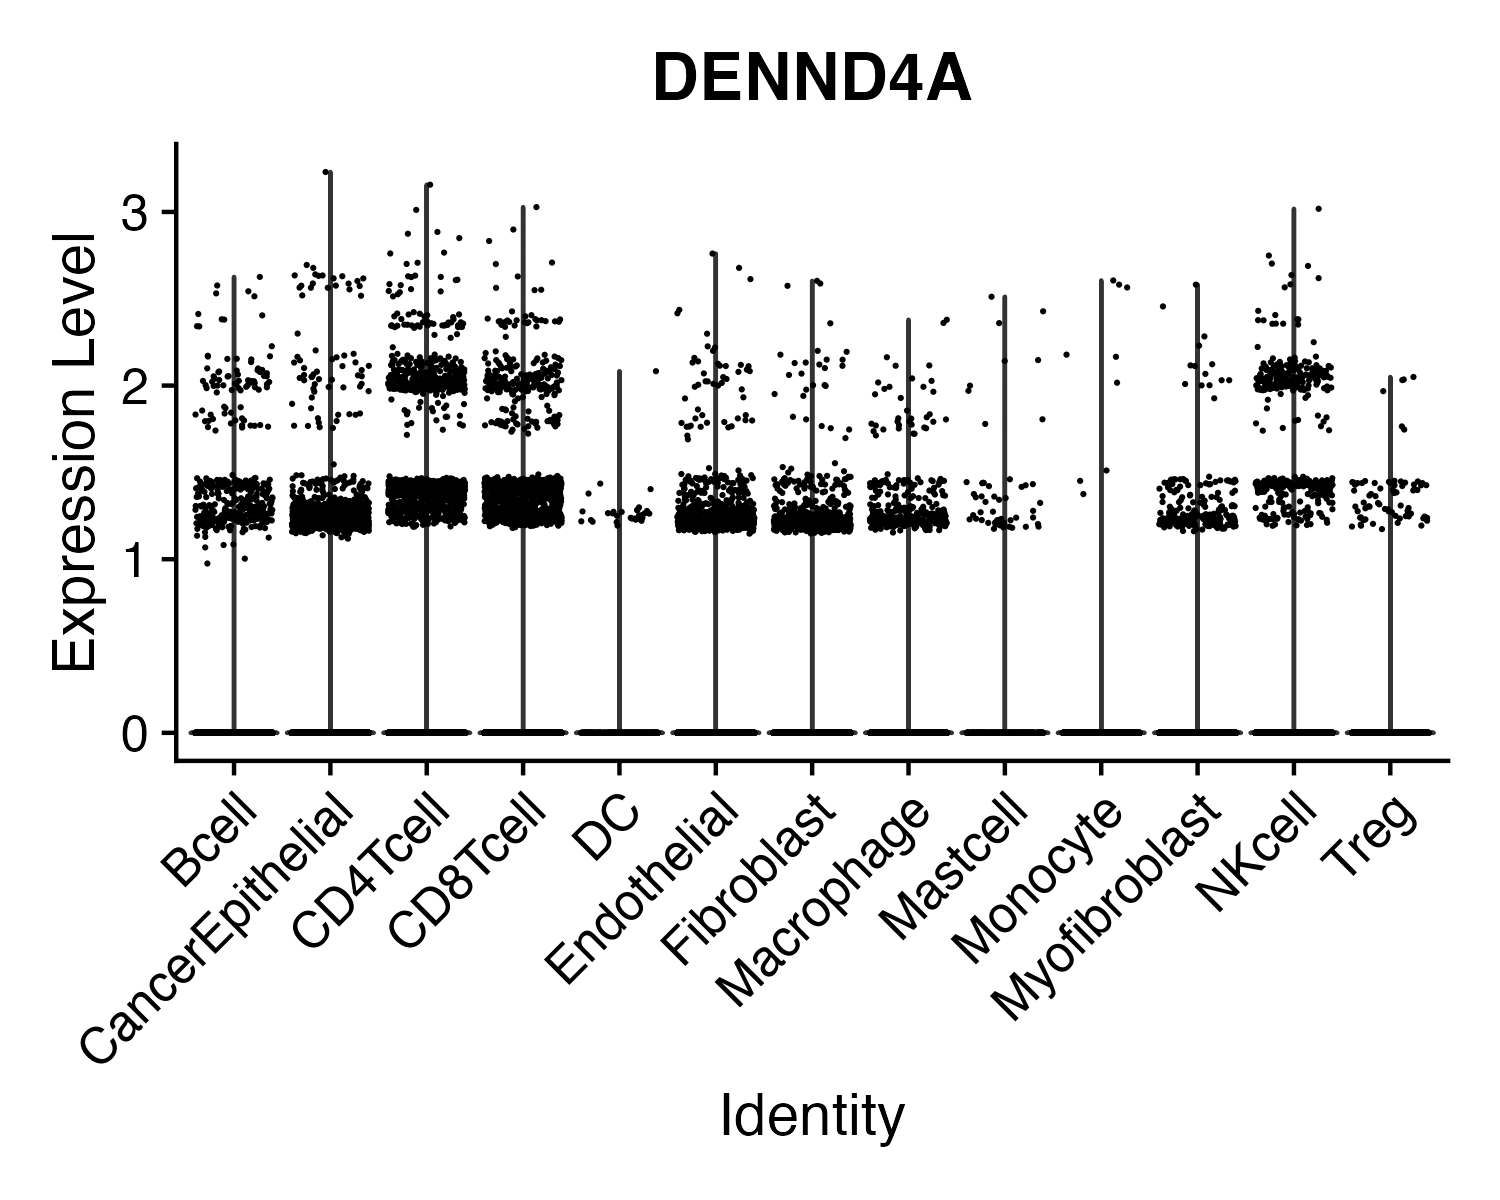 DENND4A
Expression Level
3
2
1
0
Bcell
CancerEpithelial
CD4Tcell
CD8Tcell
DC
Endothelial
Fibroblast
Macrophage
Mastcell
Monocyte
Myofibroblast
NKcell
Treg
Identity